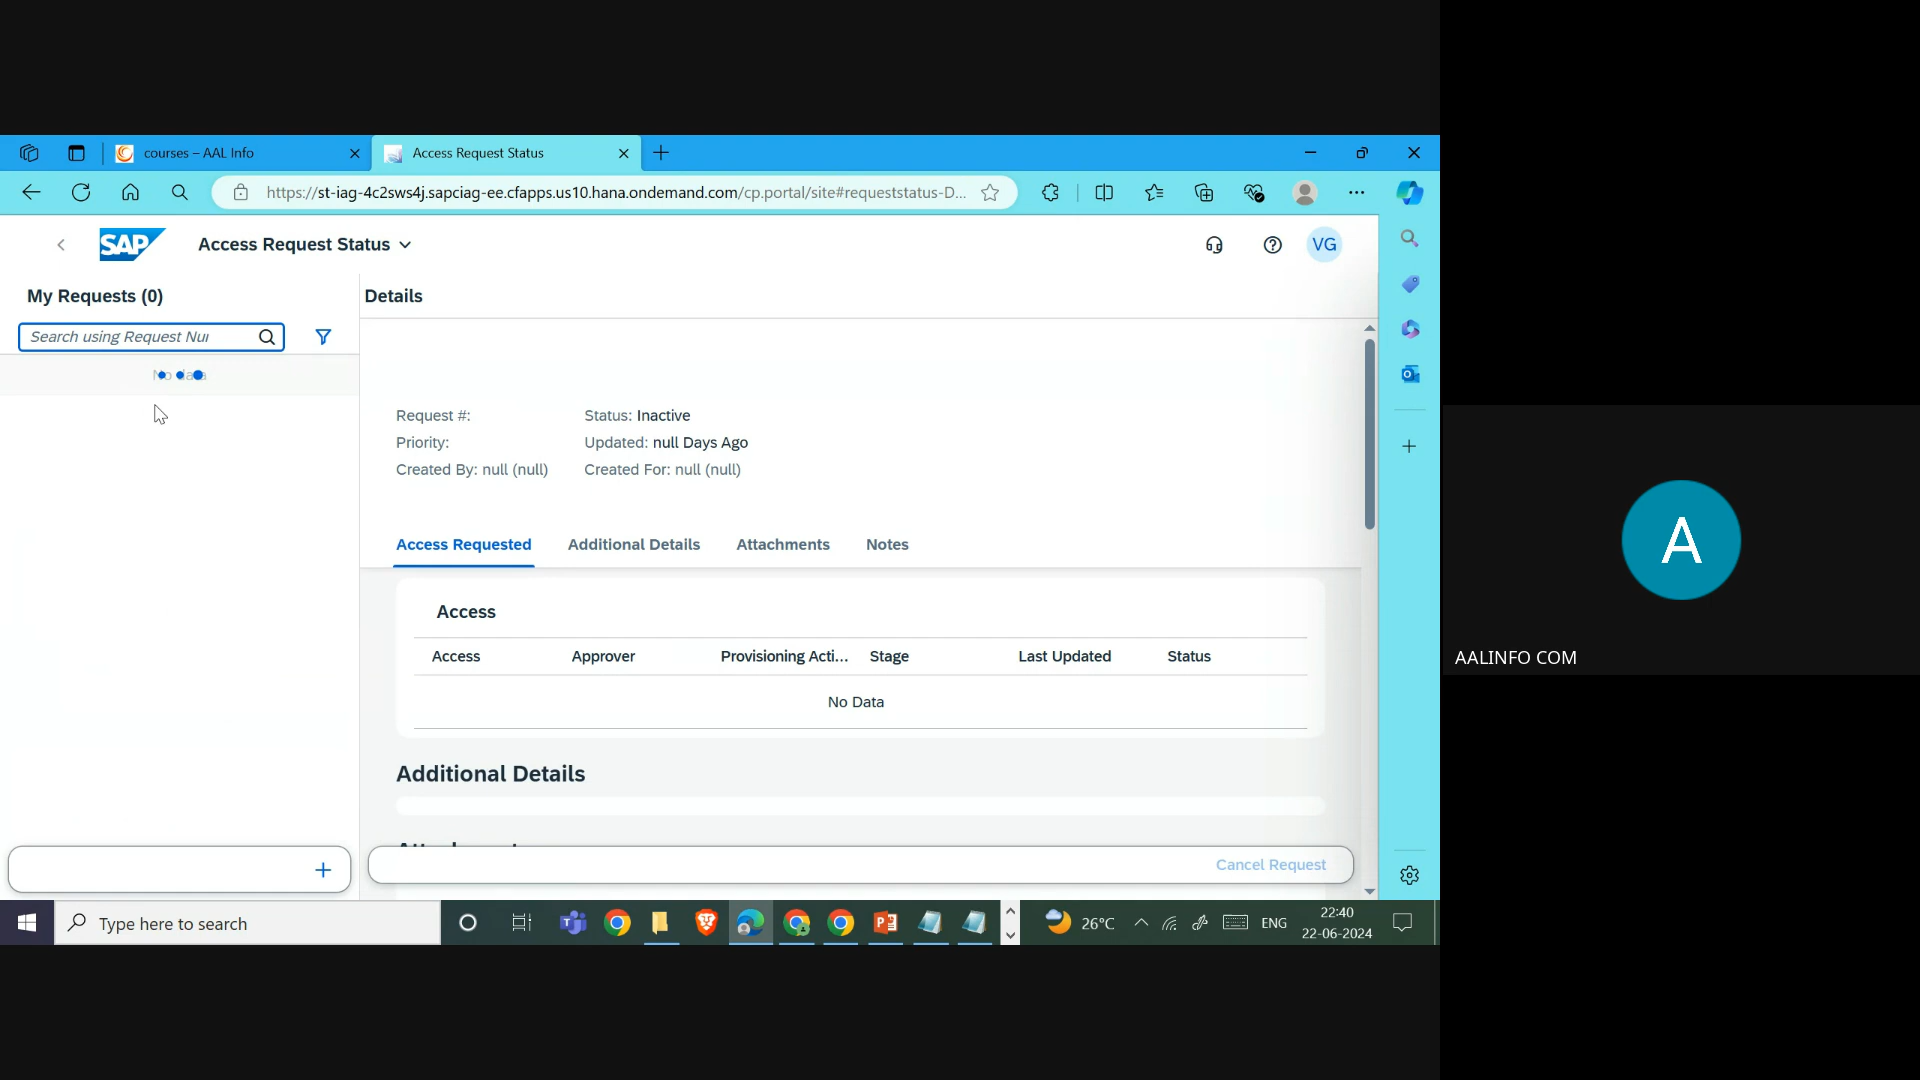 courses – AAL Info
Access Request Status
https://st-iag-4c2sws4j.sapciag-ee.cfapps.us10.hana.ondemand.com/cp.portal/site#requeststatus-D...
SAP
Access Request Status
VG
My Requests (0)
Details
Search using Request Nu
Request #:
Status: Inactive
Priority:
Updated: null Days Ago
Created By: null (null)
Created For: null (null)
Access Requested
Additional Details
Attachments
Notes
Access
Access
Approver
Provisioning Acti...
Stage
Last Updated
Status
No Data
Additional Details
Cancel Request
Type here to search
26°C
ENG
22:40
22-06-2024
A
AALINFO COM